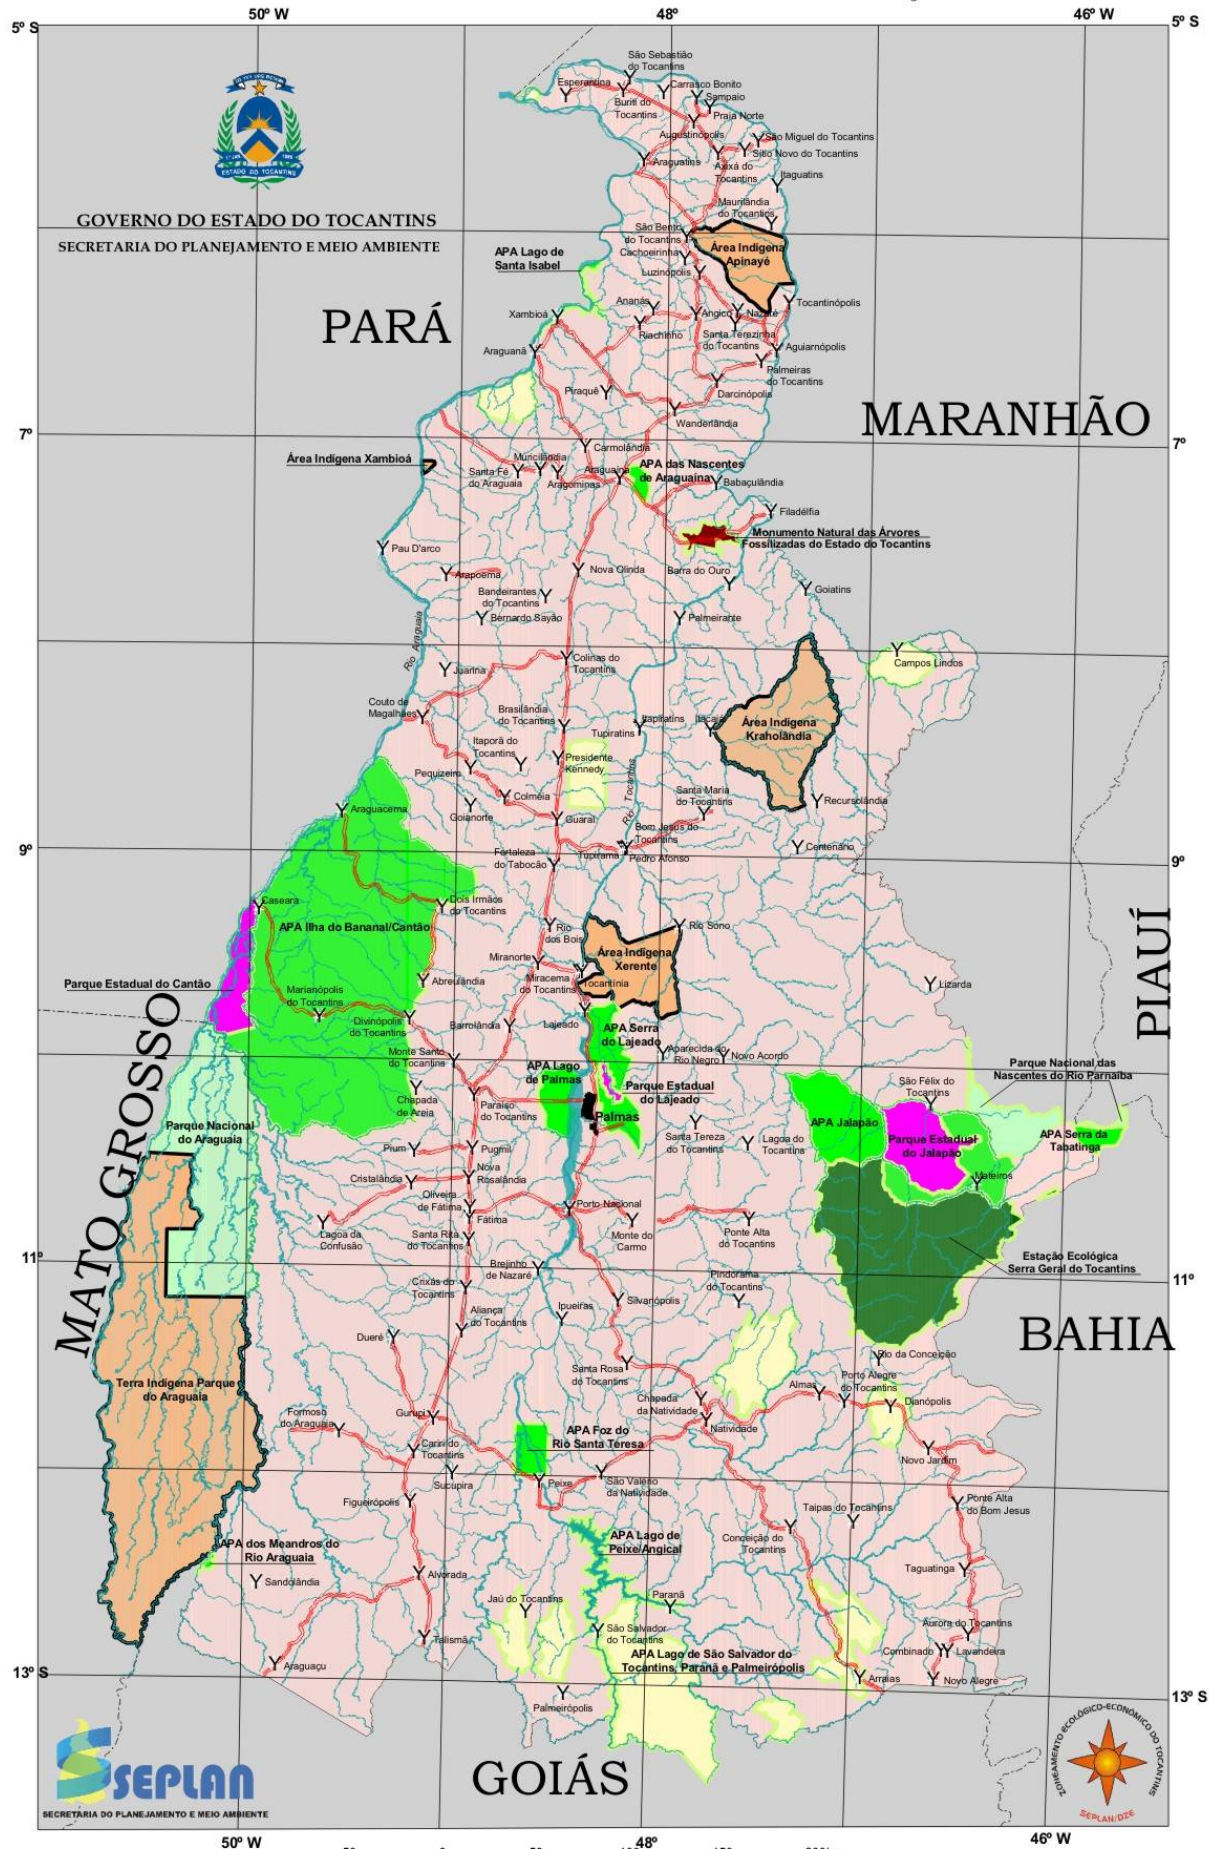 50º W
48º
46º W
5º S
5º S
São Sebastião
do Tocantins
Esperantina
Carrasco Bonito
Sampaio
Buriti do
Tocantins
Praia Norte
Augustinópolis
São Miguel do Tocantins
Sítio Novo do Tocantins
Araguatins
Axixá do
Tocantins
Itaguatins
ESTADO DO TOCANTINS
GOVERNO DO ESTADO DO TOCANTINS
SECRETARIA DO PLANEJAMENTO E MEIO AMBIENTE
Maurilândia
do Tocantins
São Bento
do Tocantins
Cachoeirinha
Área Indígena
Apinayé
APA Lago de
Santa Isabel
Luzinópolis
PARÁ
Ananás
Tocantinópolis
Xambioá
Angico
Nazaré
Riachinho
Santa Terezinha
do Tocantins
Araguanã
Aguiarnópolis
Palmeiras
do Tocantins
Piraquê
Darcinópolis
MARANHÃO
Wanderlândia
7º
7º
Carmolândia
Área Indígena Xambioá
Muricilândia
Santa Fé
do Araguaia
Araguaína
Aragominas
APA das Nascentes
de Araguaína
Babaçulândia
Filadélfia
Monumento Natural das Árvores
Fossilizadas do Estado do Tocantins
Pau D'arco
Arapoema
Nova Olinda
Barra do Ouro
Goiatins
Bandeirantes
do Tocantins
Bernardo Sayão
Palmeirante
Rio Araguaia
Juarina
Colinas do
Tocantins
Campos Lindos
Couto de
Magalhães
Brasilândia
do Tocantins
Itapiratins
Itacajá
Tupiratins
Área Indígena
Kraholândia
Itaporã do
Tocantins
Pequizeiro
Presidente
Kennedy
Rio Tocantins
Colméia
Goianorte
Santa Maria
do Tocantins
Recursolândia
Araguacema
Guaraí
Bom Jesus do
Tocantins
9º
9º
Fortaleza
do Tabocão
Tupirama
Pedro Afonso
Centenário
Caseara
Dois Irmãos
do Tocantins
APA Ilha do Bananal/Cantão
Rio
dos Bois
Rio Sono
Área Indígena
Xerente
Miranorte
PIAUÍ
Parque Estadual do Cantão
Abreulândia
Miracema
do Tocantins
Tocantínia
Lizarda
Marianópolis
do Tocantins
Divinópolis
do Tocantins
Barrolândia
Lajeado
APA Serra
do Lajeado
MATO GROSSO
Monte Santo
do Tocantins
Aparecida do
Rio Negro
Novo Acordo
APA Lago
de Palmas
Parque Nacional das
Nascentes do Rio Parnaíba
Chapada
de Areia
Paraíso
do Tocantins
Parque Estadual
do Lajeado
São Félix do
Tocantins
Palmas
Parque Nacional
do Araguaia
APA Jalapão
Parque Estadual
do Jalapão
APA Serra da
Tabatinga
Santa Tereza
do Tocantins
Lagoa do
Tocantins
Pium
Pugmil
Mateiros
Cristalândia
Nova
Rosalândia
Oliveira
de Fátima
Fátima
Porto Nacional
Lagoa da
Confusão
Santa Rita
do Tocantins
Monte do
Carmo
Ponte Alta
do Tocantins
Estação Ecológica
Serra Geral do Tocantins
11º
11º
Brejinho
de Nazaré
Pindorama
do Tocantins
Crixás do
Tocantins
Silvanópolis
Ipueiras
Aliança
do Tocantins
Dueré
BAHIA
Rio da Conceição
Santa Rosa
do Tocantins
Terra Indígena Parque
do Araguaia
Porto Alegre
do Tocantins
Almas
Chapada
da Natividade
Dianópolis
Formoso
do Araguaia
Gurupi
Natividade
APA Foz do
Rio Santa Teresa
Cariri do
Tocantins
Novo Jardim
Sucupira
Peixe
São Valério
da Natividade
Figueirópolis
Ponte Alta
do Bom Jesus
Taipas do Tocantins
APA Lago de
Peixe/Angical
Conceição do
Tocantins
APA dos Meandros do
Rio Araguaia
Sandolândia
Alvorada
Taguatinga
Jaú do Tocantins
Paranã
São Salvador
do Tocantins
Aurora do Tocantins
Talismã
Combinado
Lavandeira
APA Lago de São Salvador do
Tocantins, Paranã e Palmeirópolis
Araguaçu
Arraias
Novo Alegre
13º S
13º S
Palmeirópolis
GOIÁS
SEPLAN
SECRETARIA DO PLANEJAMENTO E MEIO AMBIENTE
ZONEAMENTO ECOLÓGICO-ECONÔMICO DO TOCANTINS
SEPLAN/DZE
50º W
48º
46º W